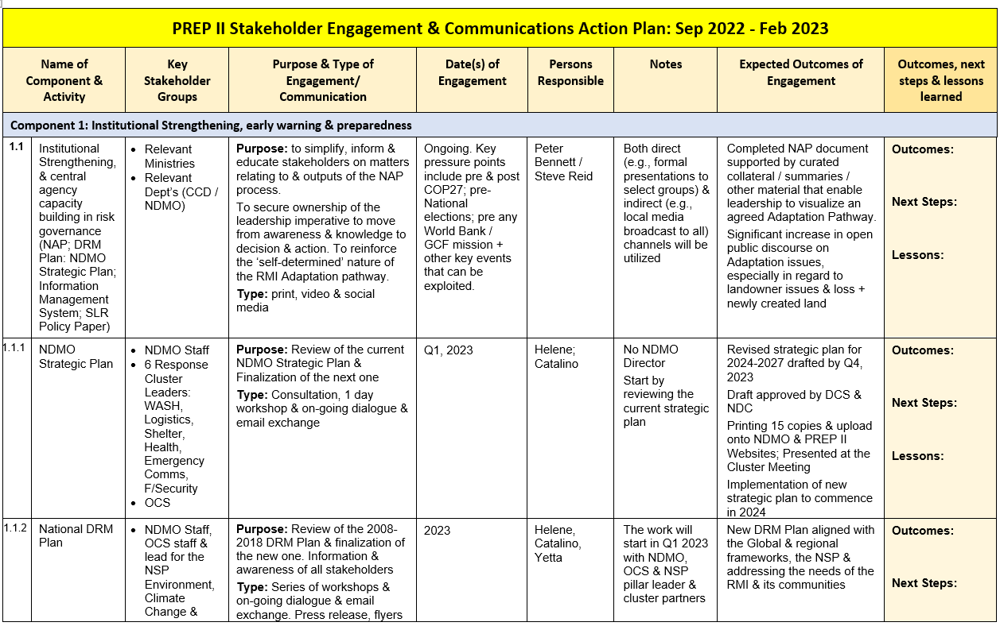 PREP II Stakeholder Engagement & Communications Action Plan: Sep 2022 - Feb 2023
Name of
Component &
Activity
Key
Stakeholder
Groups
Purpose & Type of
Engagement/
Communication
Date(s) of
Engagement
Persons
Responsible
Notes
Expected Outcomes of
Engagement
Outcomes, next
steps & lessons
learned
Component 1: Institutional Strengthening, early warning & preparedness
1.1
Institutional
Strengthening,
& central
agency
capacity
building in risk
governance
(NAP; DRM
Plan: NDMO
Strategic Plan;
Information
Management
System; SLR
Policy Paper)
• Relevant
Ministries
• Relevant
Dept's (CCD /
NDMO)
Purpose: to simplify, inform &
educate stakeholders on matters
relating to & outputs of the NAP
process.
To secure ownership of the
leadership imperative to move
from awareness & knowledge to
decision & action. To reinforce
the 'self-determined' nature of
the RMI Adaptation pathway.
Type: print, video & social
media
Ongoing. Key
pressure points
include pre & post
COP27; pre-
National
elections; pre any
World Bank /
GCF mission +
other key events
that can be
exploited.
Peter
Bennett /
Steve Reid
Both direct
(e.g., formal
presentations to
select groups) &
indirect (e.g.,
local media
broadcast to all)
channels will be
utilized
Completed NAP document
supported by curated
collateral / summaries /
other material that enable
leadership to visualize an
agreed Adaptation Pathway.
Significant increase in open
public discourse on
Adaptation issues,
especially in regard to
landowner issues & loss +
newly created land
Outcomes:
Next Steps:
Lessons:
1.1.1
NDMO
Strategic Plan
• NDMO Staff
• 6 Response
Cluster
Leaders:
WASH,
Logistics,
Shelter,
Health,
Emergency
Comms,
F/Security
• OCS
Purpose: Review of the current
NDMO Strategic Plan &
Finalization of the next one
Type: Consultation, 1 day
workshop & on-going dialogue &
email exchange
Q1, 2023
Helene;
Catalino
No NDMO
Director
Start by
reviewing the
current strategic
plan
Revised strategic plan for
2024-2027 drafted by Q4,
2023
Draft approved by DCS &
NDC
Printing 15 copies & upload
onto NDMO & PREP II
Websites; Presented at the
Cluster Meeting
Implementation of new
strategic plan to commence
in 2024
Outcomes:
Next Steps:
Lessons:
1.1.2
National DRM
Plan
• NDMO Staff,
OCS staff &
lead for the
NSP
Environment,
Climate
Change &
Purpose: Review of the 2008-
2018 DRM Plan & finalization of
the new one. Information &
awareness of all stakeholders
Type: Series of workshops &
on-going dialogue & email
exchange. Press release, flyers
2023
Helene,
Catalino,
Yetta
The work will
start in Q1 2023
with NDMO,
OCS & NSP
pillar leader &
cluster partners
New DRM Plan aligned with
the Global & regional
frameworks, the NSP &
addressing the needs of the
RMI & its communities
Outcomes:
Next Steps: